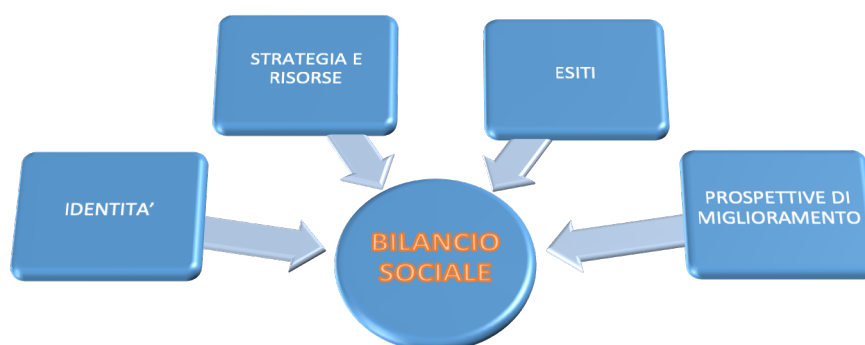 IDENTITA’
STRATEGIA E
RISORSE
ESITI
PROSPETTIVE DI
MIGLIORAMENTO
BILANCIO
SOCIALE